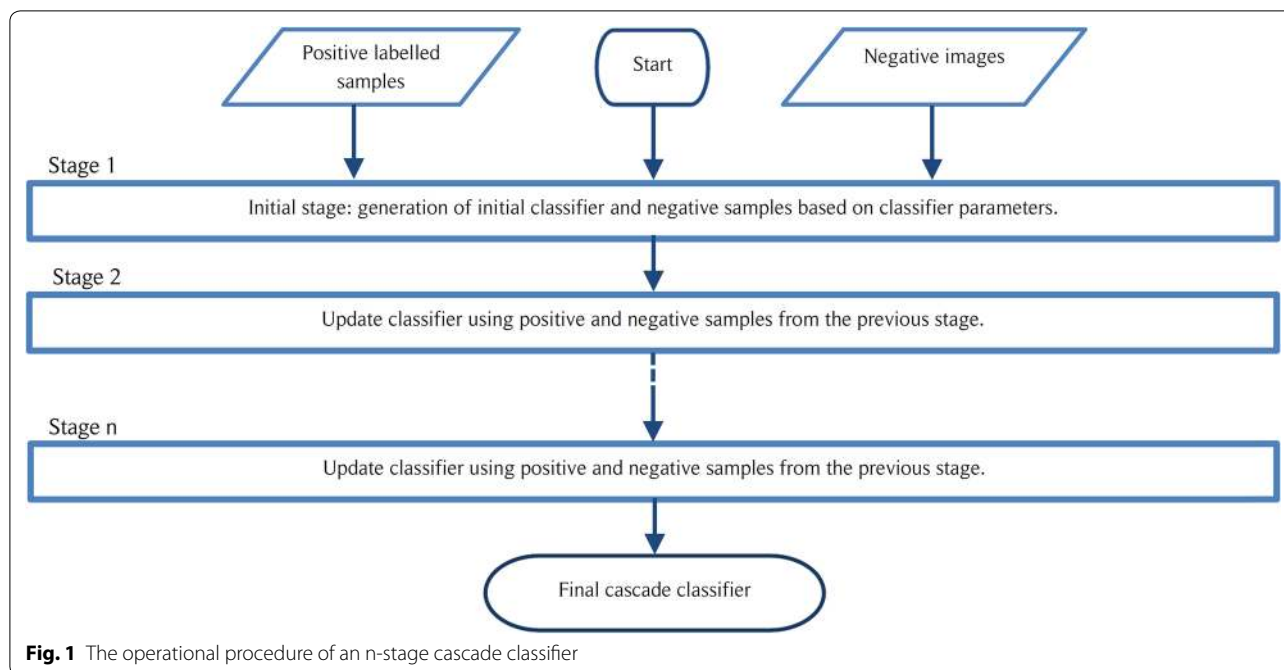 Positive labelled
samples
Start
Negative images
Stage 1
Initial stage: generation of initial classifier and negative samples based on classifier parameters.
Stage 2
Update classifier using positive and negative samples from the previous stage.
Stage n
Update classifier using positive and negative samples from the previous stage.
Final cascade classifier
Fig. 1 The operational procedure of an n-stage cascade classifier